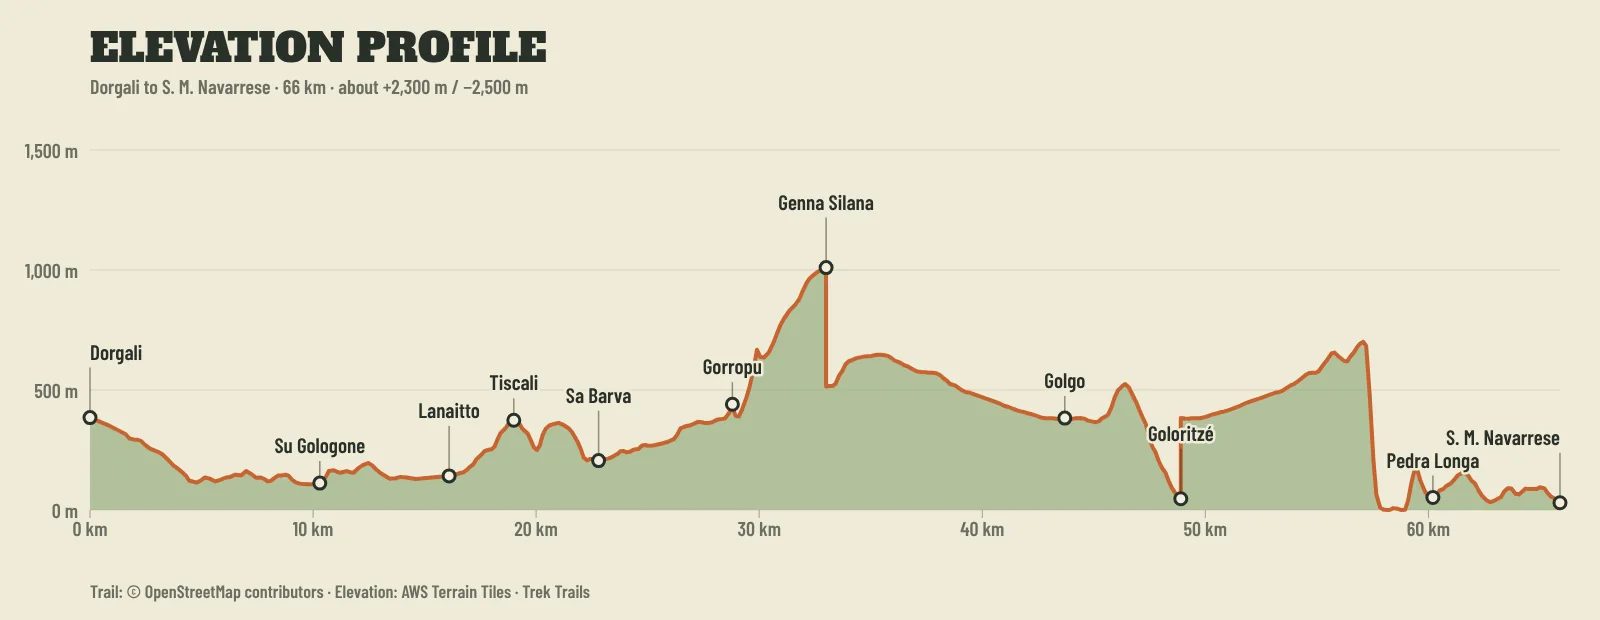 ELEVATION PROFILE
Dorgali to S. M. Navarrese · 66 km · about +2,300 m / −2,500 m
1,500 m
Genna Silana
1,000 m
Dorgali
Gorropu
Tiscali
Golgo
500 m
Sa Barva
Lanaitto
Goloritzé
S. M. Navarrese
Su Gologone
Pedra Longa
0 m
0 km 10 km 20 km 30 km 40 km 50 km 60 km
Trail: © OpenStreetMap contributors · Elevation: AWS Terrain Tiles · Trek Trails